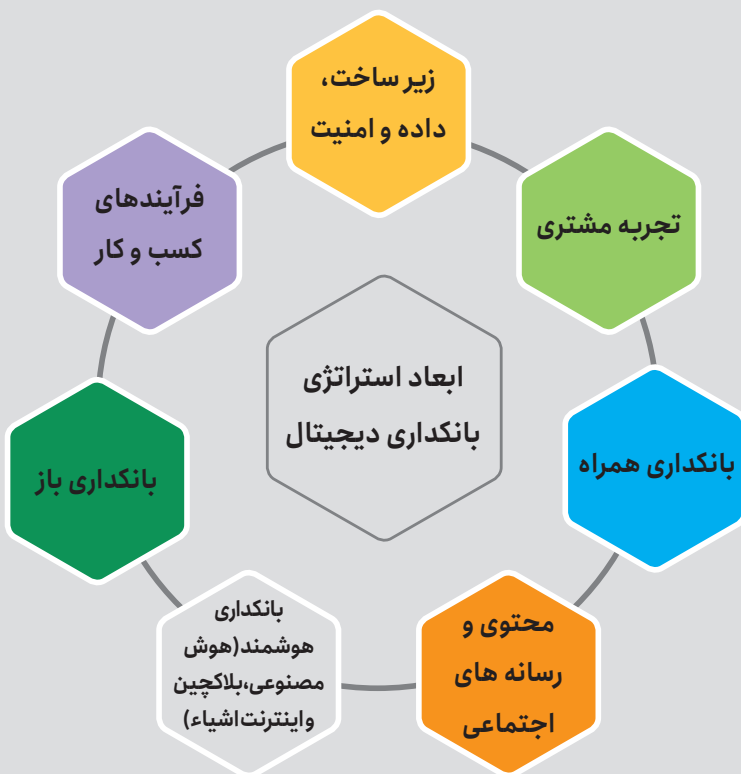 زیر ساخت،
داده و امنیت
تجربه مشتری
بانکداری همراه
محتوی و
رسانه های
اجتماعی
بانکداری
هوشمند(هوش
مصنوعی،بلاکچین
واینترنت‌اشیاء)
بانکداری باز
فرآیندهای
کسب و کار
ابعاد استراتژی
بانکداری دیجیتال